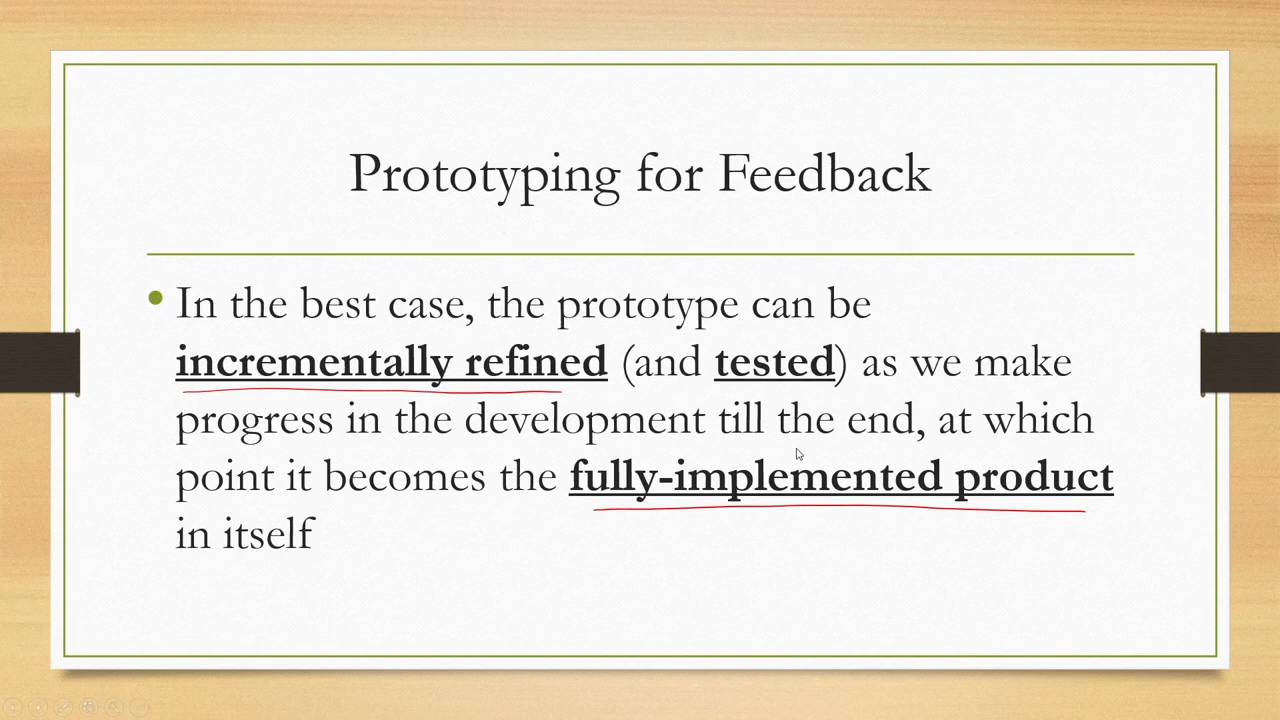 Prototyping for Feedback
• In the best case, the prototype can be
incrementally refined (and tested) as we make
progress in the development till the end, at which
point it becomes the fully-implemented product
in itself